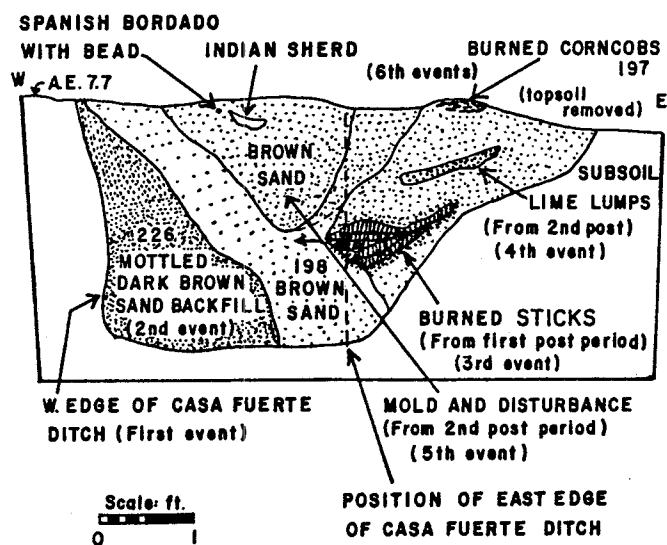 SPANISH BORDADO
WITH BEAD
INDIAN SHERD
BURNED CORNCOBS
(6th events)
197
W
A.E. 7.7
(topsoil
removed)
E
BROWN
SAND
SUBSOIL
LIME LUMPS
(From 2nd post)
(4th event)
226
MOTTLED
DARK BROWN
SAND BACKFILL
(2nd event)
198
BROWN
SAND
BURNED STICKS
(From first post period)
(3rd event)
W. EDGE OF CASA FUERTE
DITCH (First event)
MOLD AND DISTURBANCE
(From 2nd post period)
(5th event)
POSITION OF EAST EDGE
OF CASA FUERTE DITCH
Scale: ft.
0 1